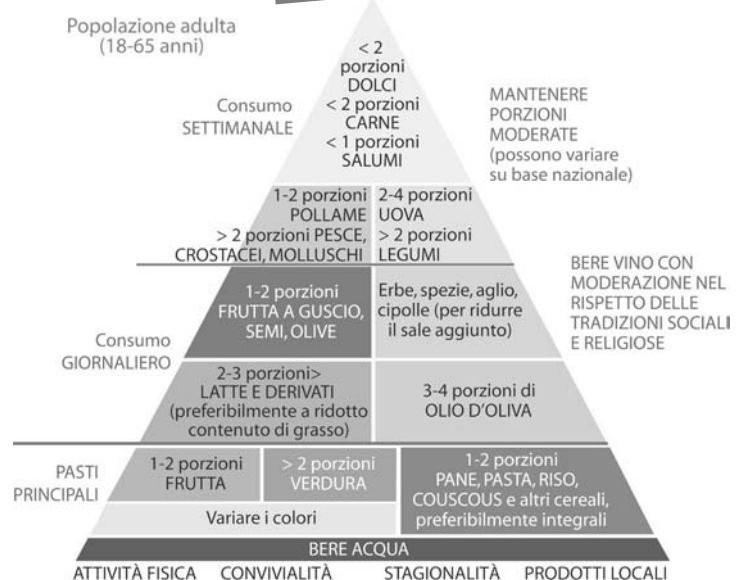 Popolazione adulta
(18-65 anni)
< 2
porzioni
DOLCI
< 2 porzioni
CARNE
< 1 porzioni
SALUMI
Consumo
SETTIMANALE
MANTENERE
PORZIONI
MODERATE
(possono variare
su base nazionale)
1-2 porzioni
POLLAME
> 2 porzioni PESCE,
CROSTACEI, MOLLUSCHI
2-4 porzioni
UOVA
> 2 porzioni
LEGUMI
BERE VINO CON
MODERAZIONE NEL
RISPETTO DELLE
TRADIZIONI SOCIALI
E RELIGIOSE
Consumo
GIORNALIERO
1-2 porzioni
FRUTTA A GUSCIO,
SEMI, OLIVE
Erbe, spezie, aglio,
cipolle (per ridurre
il sale aggiunto)
2-3 porzioni>
LATTE E DERIVATI
(preferibilmente a ridotto
contenuto di grasso)
3-4 porzioni di
OLIO D'OLIVA
PASTI
PRINCIPALI
1-2 porzioni
FRUTTA
> 2 porzioni
VERDURA
1-2 porzioni
PANE, PASTA, RISO,
COUSCOUS e altri cereali,
preferibilmente integrali
Variare i colori
BERE ACQUA
ATTIVITÀ FISICA CONVIVIALITÀ STAGIONALITÀ PRODOTTI LOCALI